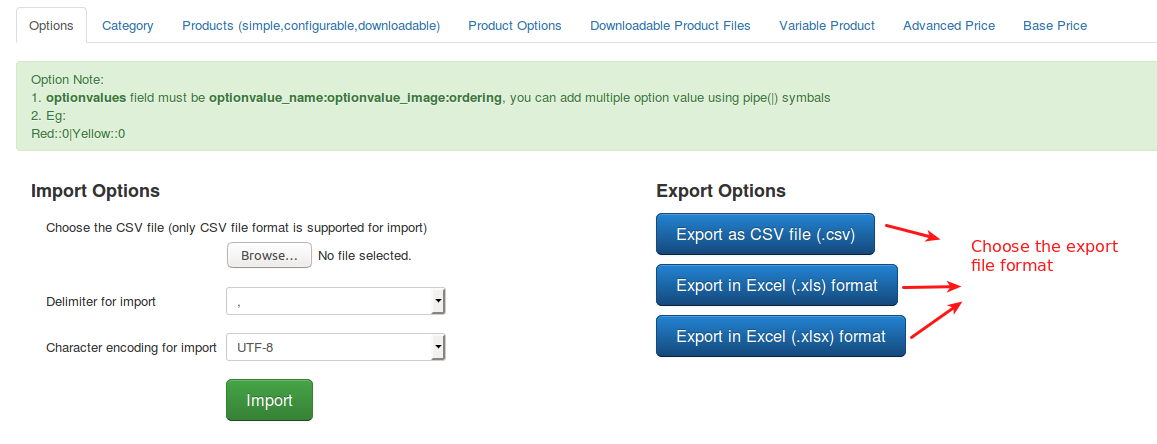 Options Category Products (simple,configurable,downloadable) Product Options Downloadable Product Files Variable Product Advanced Price Base Price
Option Note:
1. optionvalues field must be optionvalue_name:optionvalue_image:ordering, you can add multiple option value using pipe(|) symbals
2. Eg:
Red::0|Yellow::0
Import Options
Choose the CSV file (only CSV file format is supported for import)
Browse... No file selected.
Delimiter for import ,
Character encoding for import UTF-8
Import
Export Options
Export as CSV file (.csv)
Export in Excel (.xls) format
Export in Excel (.xlsx) format
Choose the export
file format